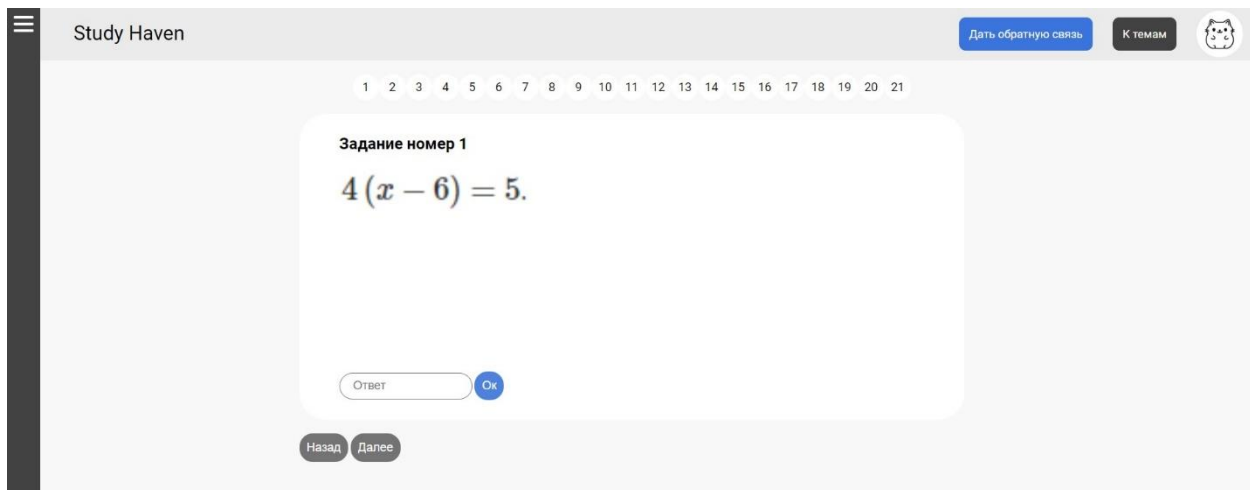 Study Haven
Дать обратную связь
К темам
1 2 3 4 5 6 7 8 9 10 11 12 13 14 15 16 17 18 19 20 21
Задание номер 1
4 (x − 6) = 5.
Ответ
Ок
Назад
Далее